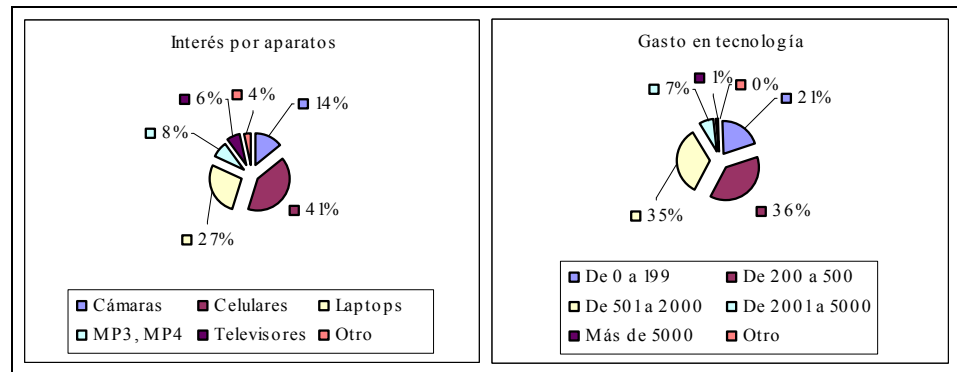 Interés por aparatos
4%
6%
14%
8%
41%
27%
Cámaras Celulares Laptops
MP3, MP4 Televisores Otro
Gasto en tecnología
1%
0%
7%
21%
35%
36%
De 0 a 199 De 200 a 500
De 501 a 2000 De 2001 a 5000
Más de 5000 Otro